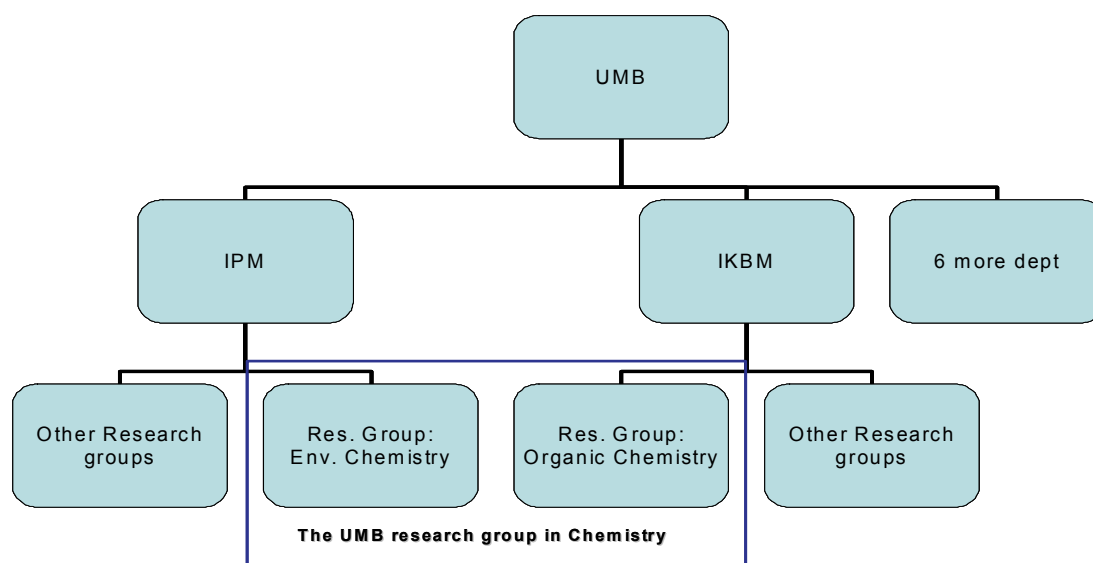 UMB
IPM
IKBM
6 more dept
Other Research
groups
Res. Group:
Env. Chemistry
Res. Group:
Organic Chemistry
Other Research
groups
The UMB research group in Chemistry